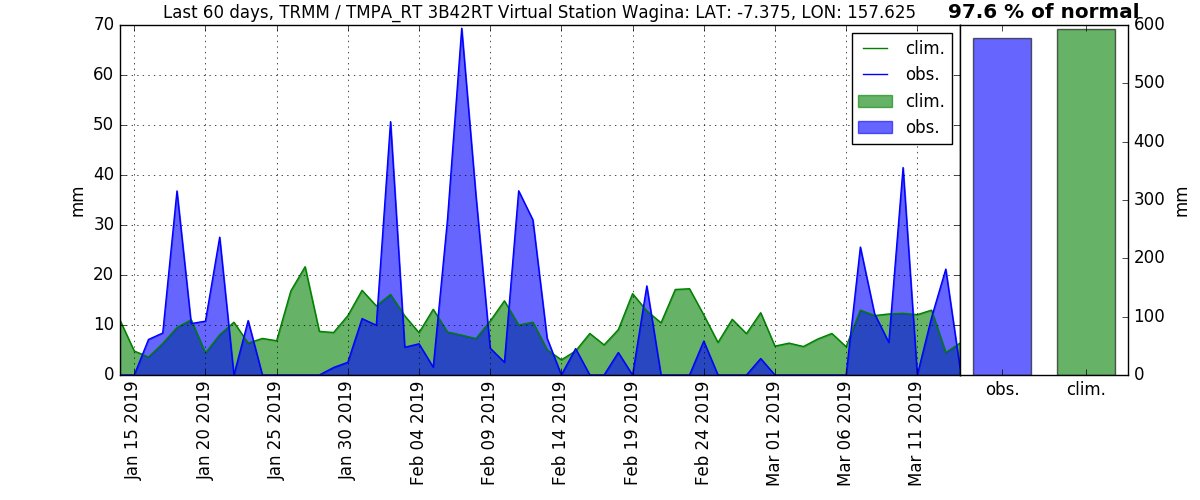 Last 60 days, TRMM / TMPA_RT 3B42RT Virtual Station Wagina: LAT: -7.375, LON: 157.625
97.6 % of normal
70
60
50
40
30
20
10
0
mm
clim.
obs.
clim.
obs.
600
500
400
300
200
100
0
mm
obs. clim.
Jan 15 2019
Jan 20 2019
Jan 25 2019
Jan 30 2019
Feb 04 2019
Feb 09 2019
Feb 14 2019
Feb 19 2019
Feb 24 2019
Mar 01 2019
Mar 06 2019
Mar 11 2019